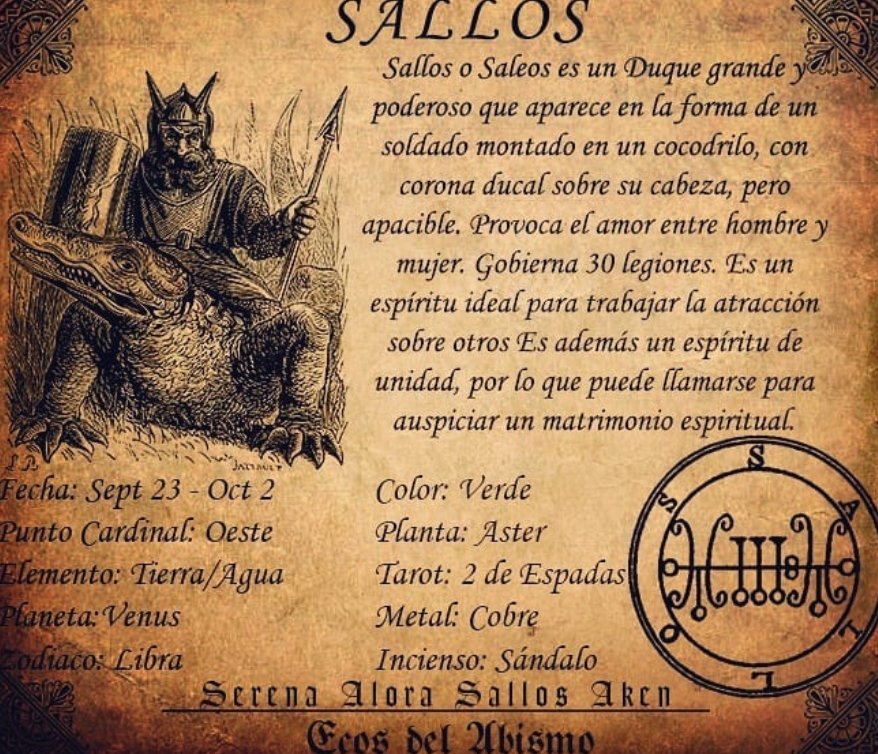 SALLOS
Sallos o Saleos es un Duque grande y
poderoso que aparece en la forma de un
soldado montado en un cocodrilo, con
corona ducal sobre su cabeza, pero
apacible. Provoca el amor entre hombre y
mujer. Gobierna 30 legiones. Es un
espíritu ideal para trabajar la atracción
sobre otros Es además un espíritu de
unidad, por lo que puede llamarse para
auspiciar un matrimonio espiritual.
Fecha: Sept 23 - Oct 2
Punto Cardinal: Oeste
Elemento: Tierra/Agua
Planeta: Venus
Zodiaco: Libra
Color: Verde
Planta: Aster
Tarot: 2 de Espadas
Metal: Cobre
Incienso: Sándalo
SALLOS
Serena Alora Sallos Aken
Ecos del Abismo